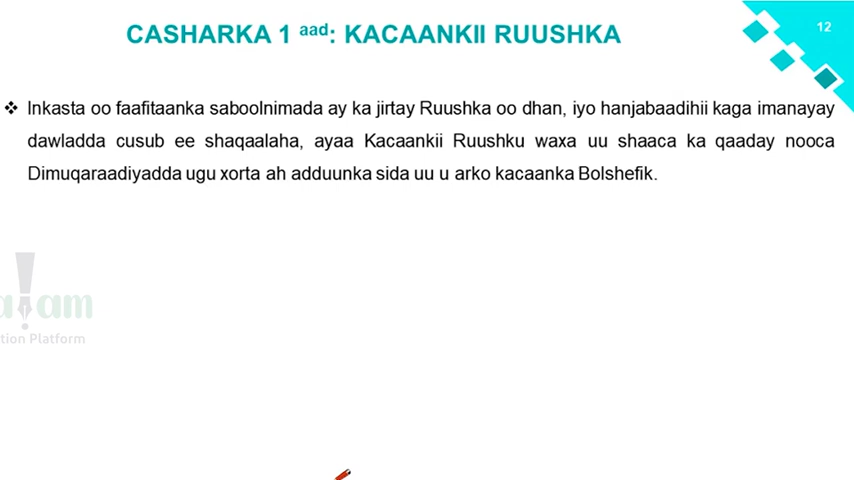 12
CASHARKA 1 aad: KACAANKII RUUSHKA
❖ Inkasta oo faafitaanka saboolnimada ay ka jirtay Ruushka oo dhan, iyo hanjabaadihii kaga imanayay
dawladda cusub ee shaqaalaha, ayaa Kacaankii Ruushku waxa uu shaaca ka qaaday nooca
Dimuqaraadiyadda ugu xorta ah adduunka sida uu u arko kacaanka Bolshefik.
a!am
tion Platform